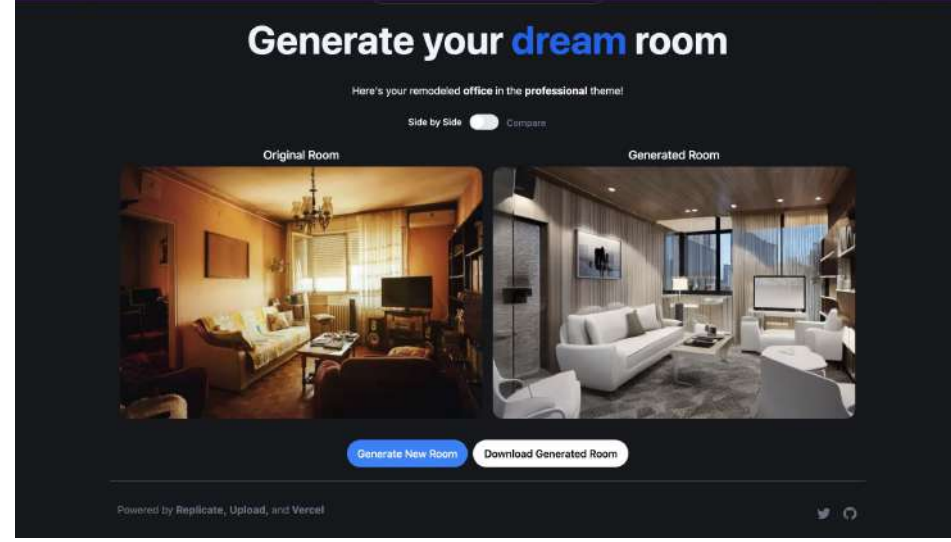 Generate your dream room
Here's your remodeled office in the professional theme!
Side by Side Compare
Original Room Generated Room
Generate New Room Download Generated Room
Powered by Replicate, Upload, and Vercel